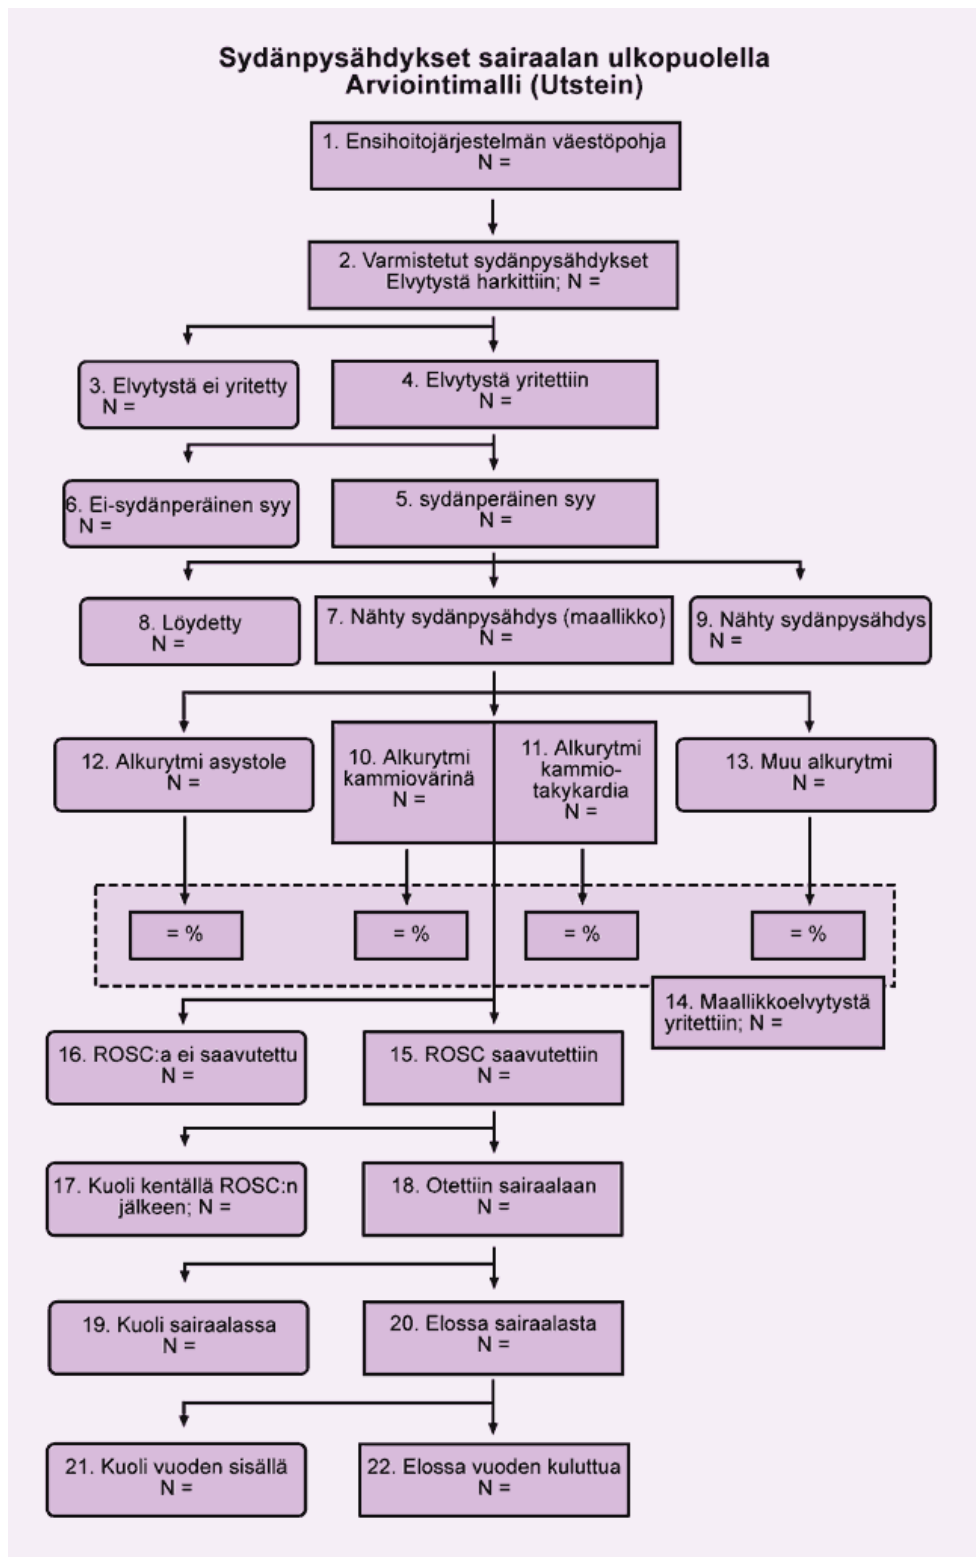 Sydänpysähdykset sairaalan ulkopuolella
Arviointimalli (Utstein)
1. Ensihoitojärjestelmän väestöpohja
N =
2. Varmistetut sydänpysähdykset
Elvytystä harkittiin; N =
3. Elvytystä ei yritetty
N =
4. Elvytystä yritettiin
N =
6. Ei-sydänperäinen syy
N =
5. sydänperäinen syy
N =
8. Löydetty
N =
7. Nähty sydänpysähdys (maallikko)
N =
9. Nähty sydänpysähdys
N =
12. Alkurytmi asystole
N =
10. Alkurytmi
kammiovärinä
N =
11. Alkurytmi
kammio-
takykardia
N =
13. Muu alkurytmi
N =
= %
= %
= %
= %
14. Maallikkoelvytystä
yritettiin; N =
16. ROSC:a ei saavutettu
N =
15. ROSC saavutettiin
N =
17. Kuoli kentällä ROSC:n
jälkeen; N =
18. Otettiin sairaalaan
N =
19. Kuoli sairaalassa
N =
20. Elossa sairaalasta
N =
21. Kuoli vuoden sisällä
N =
22. Elossa vuoden kuluttua
N =